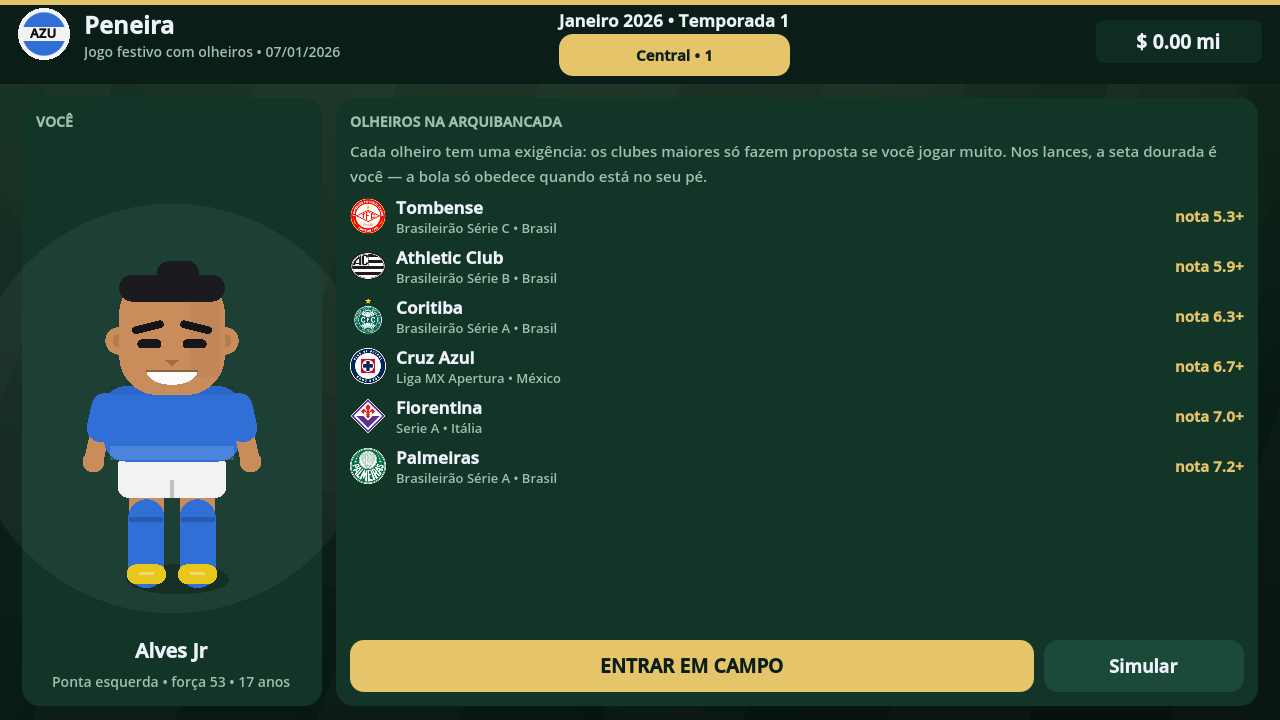 AZU
Peneira
Jogo festivo com olheiros • 07/01/2026
Janeiro 2026 • Temporada 1
Central • 1
$ 0.00 mi
VOCÊ
Alves Jr
Ponta esquerda • força 53 • 17 anos
OLHEIROS NA ARQUIBANCADA
Cada olheiro tem uma exigência: os clubes maiores só fazem proposta se você jogar muito. Nos lances, a seta dourada é
você — a bola só obedece quando está no seu pé.
Tombense
Brasileirão Série C • Brasil
nota 5.3+
Athletic Club
Brasileirão Série B • Brasil
nota 5.9+
Coritiba
Brasileirão Série A • Brasil
nota 6.3+
Cruz Azul
Liga MX Apertura • México
nota 6.7+
Fiorentina
Serie A • Itália
nota 7.0+
PALMEIRAS
Palmeiras
Brasileirão Série A • Brasil
nota 7.2+
ENTRAR EM CAMPO
Simular